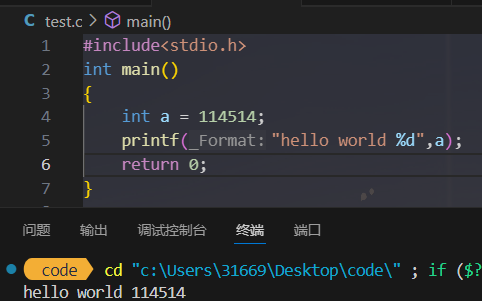 C test.c > main()
1 #include<stdio.h>
2 int main()
3 {
4 int a = 114514;
5 printf(_Format:"hello world %d",a);
6 return 0;
7 }
问题 输出 调试控制台 终端 端口
code cd "c:\Users\31669\Desktop\code\" ; if ($?
hello world 114514